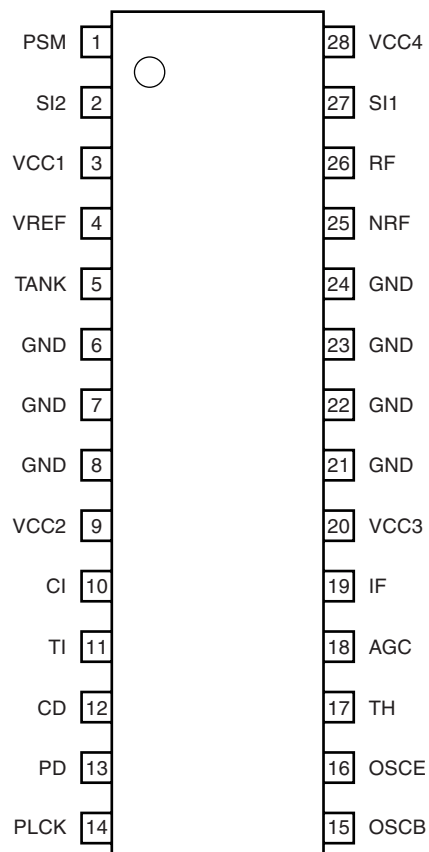 PSM 1 28 VCC4
SI2 2 27 SI1
VCC1 3 26 RF
VREF 4 25 NRF
TANK 5 24 GND
GND 6 23 GND
GND 7 22 GND
GND 8 21 GND
VCC2 9 20 VCC3
CI 10 19 IF
TI 11 18 AGC
CD 12 17 TH
PD 13 16 OSCE
PLCK 14 15 OSCB